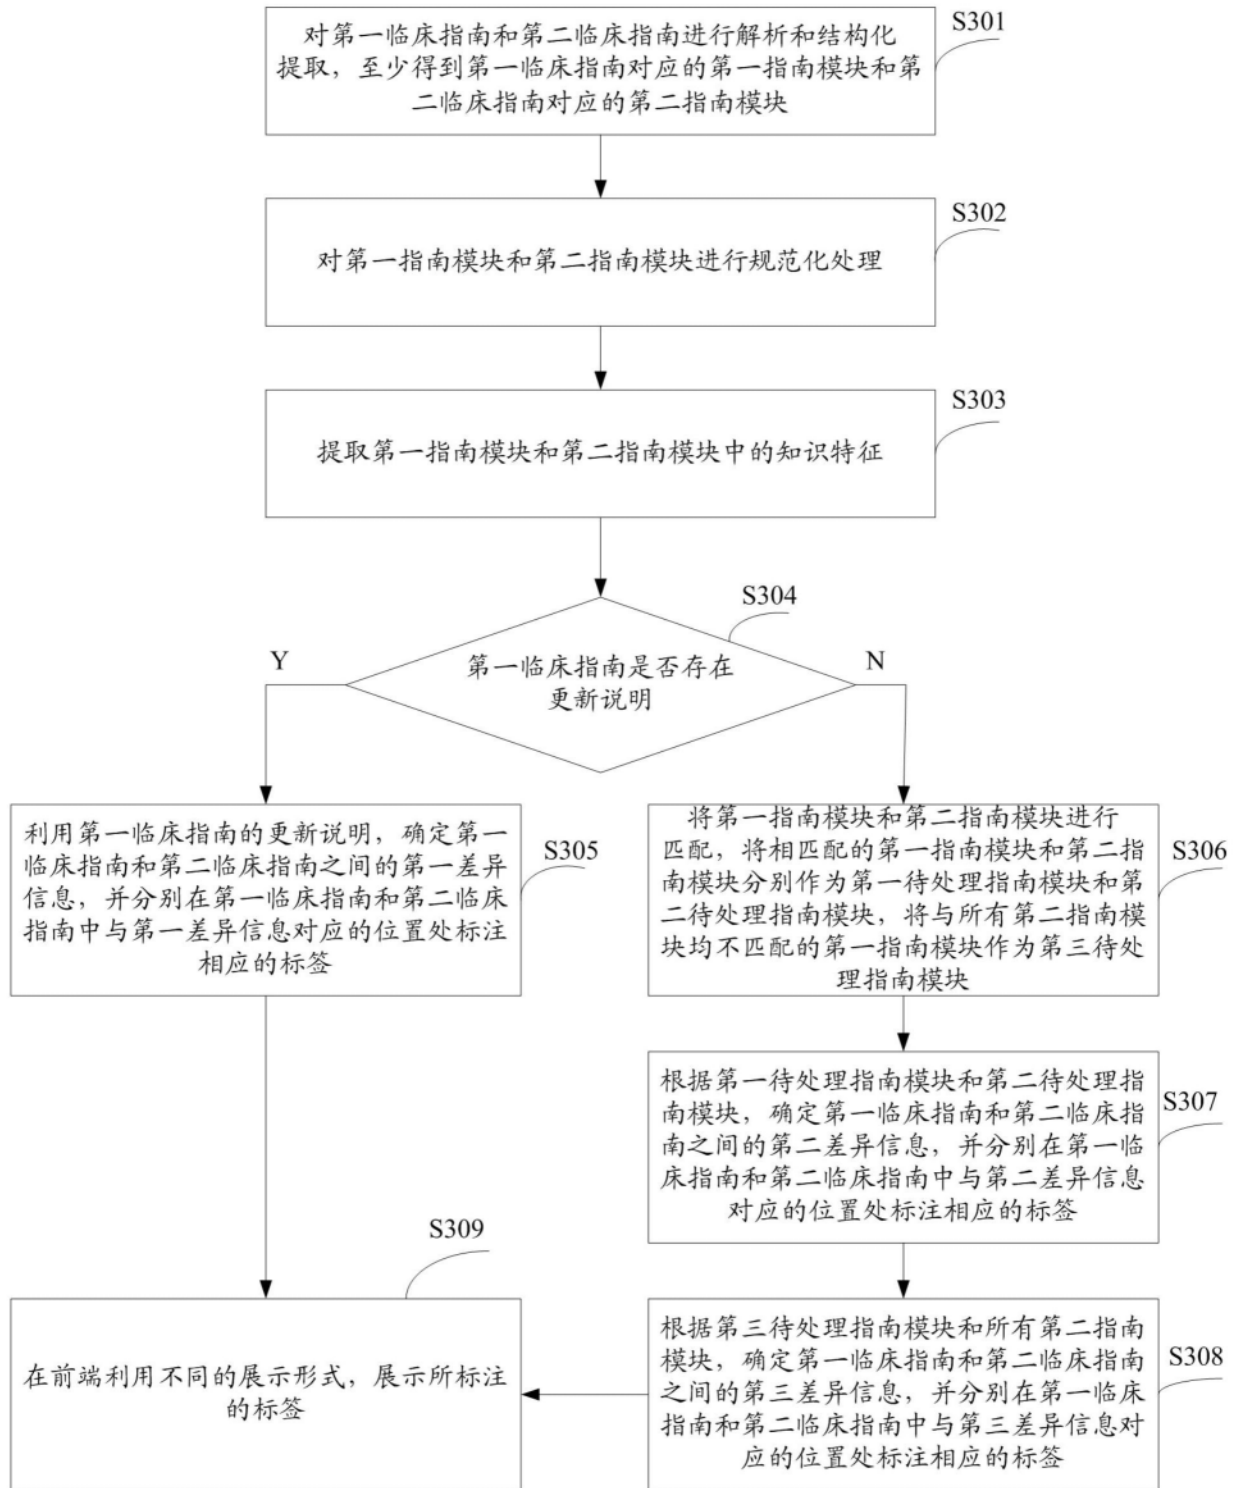 对第一临床指南和第二临床指南进行解析和结构化
提取，至少得到第一临床指南对应的第一指南模块和第
二临床指南对应的第二指南模块
S301
对第一指南模块和第二指南模块进行规范化处理
S302
提取第一指南模块和第二指南模块中的知识特征
S303
S304
第一临床指南是否存在
更新说明
Y
N
利用第一临床指南的更新说明，确定第一
临床指南和第二临床指南之间的第一差异
信息，并分别在第一临床指南和第二临床
指南中与第一差异信息对应的位置处标注
相应的标签
S305
将第一指南模块和第二指南模块进行
匹配，将相匹配的第一指南模块和第二指
南模块分别作为第一待处理指南模块和第
二待处理指南模块，将与所有第二指南模
块均不匹配的第一指南模块作为第三待处
理指南模块
S306
根据第一待处理指南模块和第二待处理指
南模块，确定第一临床指南和第二临床指
南之间的第二差异信息，并分别在第一临
床指南和第二临床指南中与第二差异信息
对应的位置处标注相应的标签
S307
根据第三待处理指南模块和所有第二指南
模块，确定第一临床指南和第二临床指南
之间的第三差异信息，并分别在第一临床
指南和第二临床指南中与第三差异信息对
应的位置处标注相应的标签
S308
S309
在前端利用不同的展示形式，展示所标注
的标签